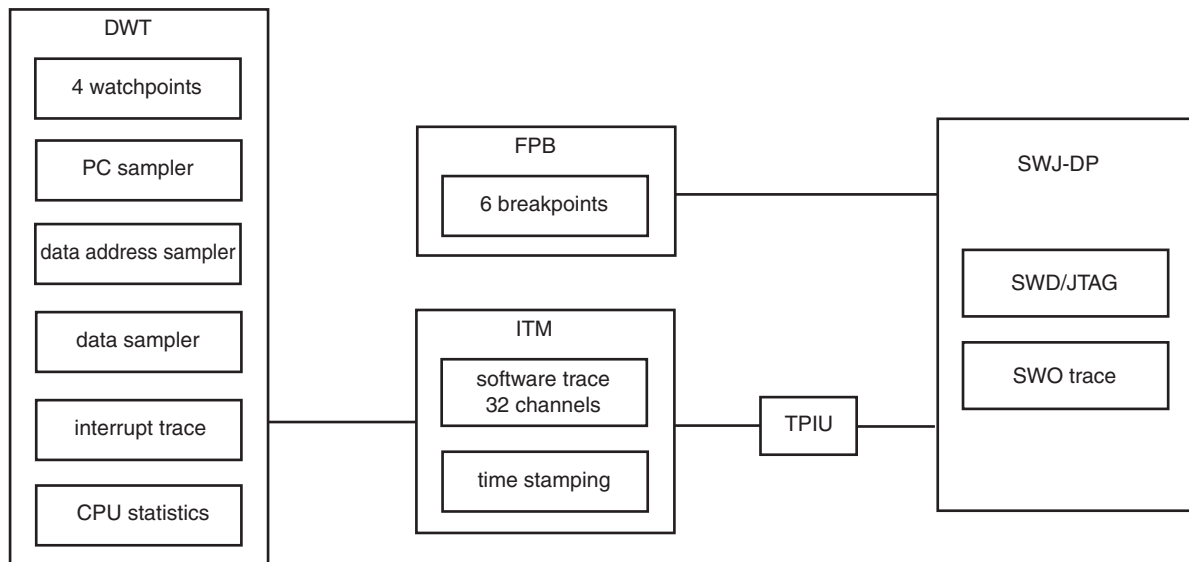 DWT
4 watchpoints
PC sampler
data address sampler
data sampler
interrupt trace
CPU statistics
FPB
6 breakpoints
ITM
software trace
32 channels
time stamping
TPIU
SWJ-DP
SWD/JTAG
SWO trace